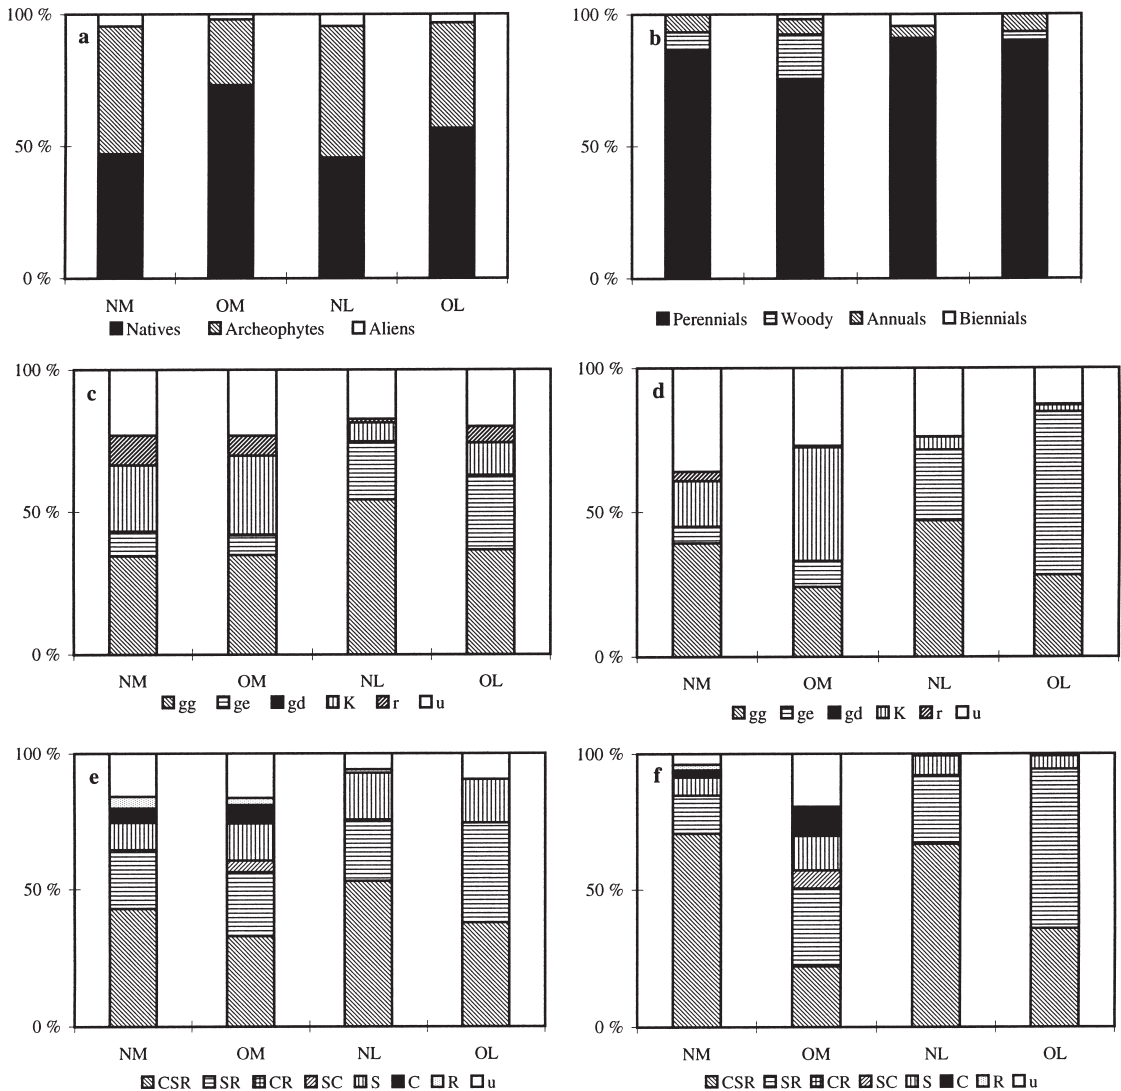 100 %
a
50 %
0 %
NM OM NL OL
Natives Archeophytes Aliens
100 %
b
50 %
0 %
Perennials Woody Annuals Biennials
100 %
c
50 %
0 %
NM OM NL OL
gg ge gd K r u
100 %
d
50 %
0 %
NM OM NL OL
gg ge gd K r u
100 %
e
50 %
0 %
NM OM NL OL
CSR SR CR SC S C R u
100 %
f
50 %
0 %
NM OM NL OL
CSR SR CR SC S C R u